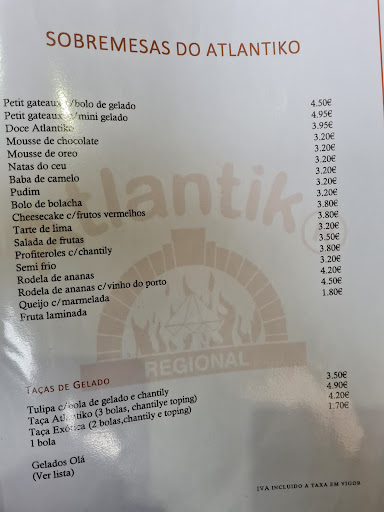 SOBREMESAS DO ATLANTIKO
Petit gateaux c/bolo de gelado 4.50€
Petit gateaux c/mini gelado 4.95€
Doce Atlantiko 3.95€
Mousse de chocolate 3.20€
Mousse de oreo 3.20€
Natas do ceu 3.20€
Baba de camelo 3.20€
Pudim 3.20€
Bolo de bolacha 3.20€
Cheesecake c/frutos vermelhos 3.80€
Tarte de lima 3.80€
Salada de frutas 3.20€
Profiteroles c/chantily 3.50€
Semi frio 3.80€
Rodela de ananas 3.20€
Rodela de ananas c/vinho do porto 4.20€
Queijo c/marmelada 4.50€
Fruta laminada 1.80€
atlantik
REGIONAL
TAÇAS DE GELADO
Tulipa c/bola de gelado e chantily 3.50€
Taça Atlantiko (3 bolas, chantilye toping) 4.90€
Taça Exótica (2 bolas,chantily e toping) 4.20€
1 bola 1.70€
Gelados Olá
(Ver lista)
IVA INCLUIDO A TAXA EM VIGOR